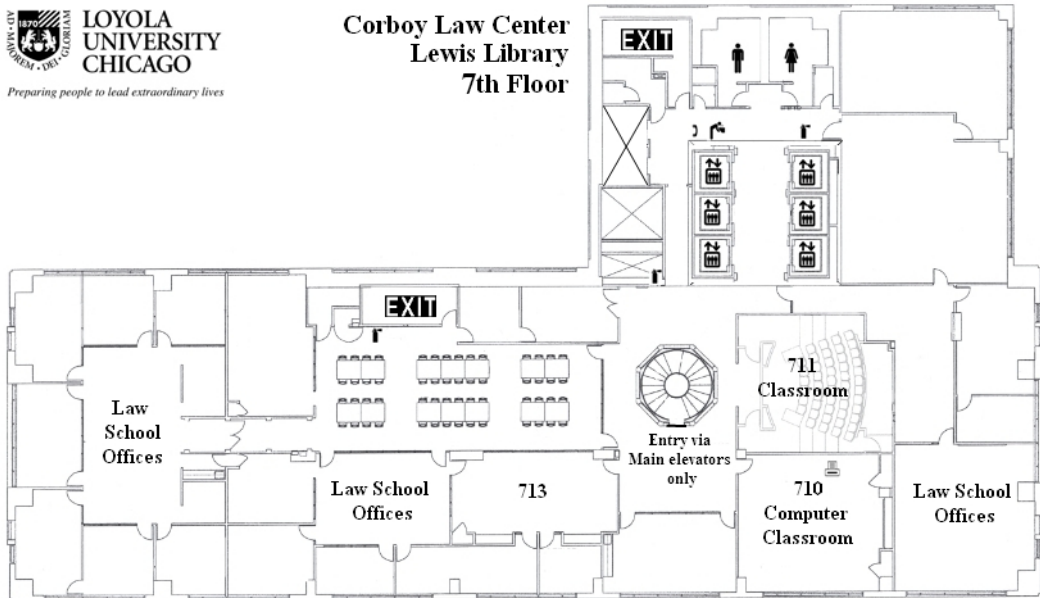 1870
AD • MAJOREM • DEI • GLORIAM
LOYOLA
UNIVERSITY
CHICAGO
Preparing people to lead extraordinary lives
Corboy Law Center
Lewis Library
7th Floor
EXIT
EXIT
711
Classroom
Law
School
Offices
Entry via
Main elevators
only
Law School
Offices
713
710
Computer
Classroom
Law School
Offices